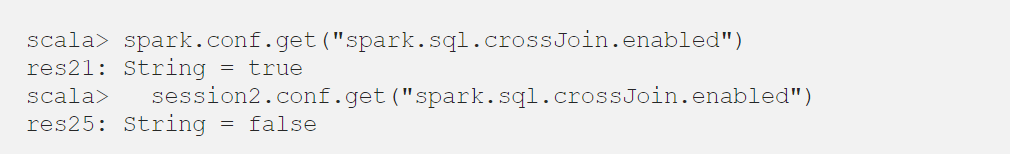 scala> spark.conf.get("spark.sql.crossJoin.enabled")
res21: String = true
scala>   session2.conf.get("spark.sql.crossJoin.enabled")
res25: String = false